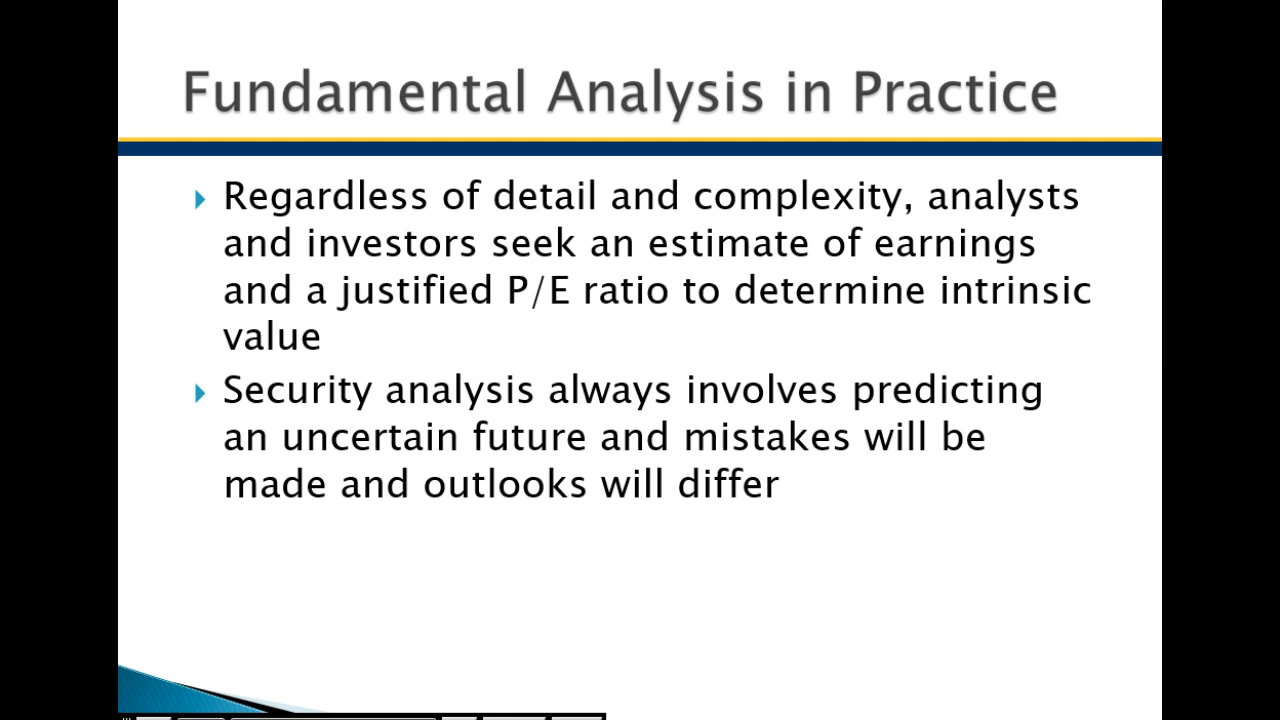 Fundamental Analysis in Practice
Regardless of detail and complexity, analysts
and investors seek an estimate of earnings
and a justified P/E ratio to determine intrinsic
value
Security analysis always involves predicting
an uncertain future and mistakes will be
made and outlooks will differ